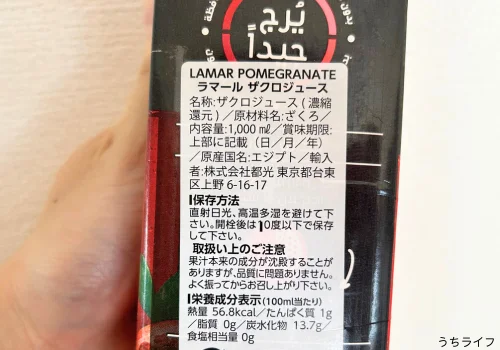 يُرج
جيداً
LAMAR POMEGRANATE
ラマール ザクロジュース
名称:ザクロジュース ( 濃縮
還元 ) ／原材料名:ざくろ／
内容量:1,000 ㎖／賞味期限:
上部に記載（日／月／年）
／原産国名:エジプト／輸入
者:株式会社都光 東京都台東
区上野 6-16-17
保存方法
直射日光、高温多湿を避けて下
さい。開栓後は10度以下で保存
して下さい。
取扱い上のご注意
果汁本来の成分が沈殿することが
ありますが、品質に問題ありません。
よく振ってからお召し上がり下さい。
栄養成分表示(100ml当たり)
熱量 56.8kcal／たんぱく質 1g
／脂質 0g／炭水化物 13.7g／
食塩相当量 0g
うちライフ